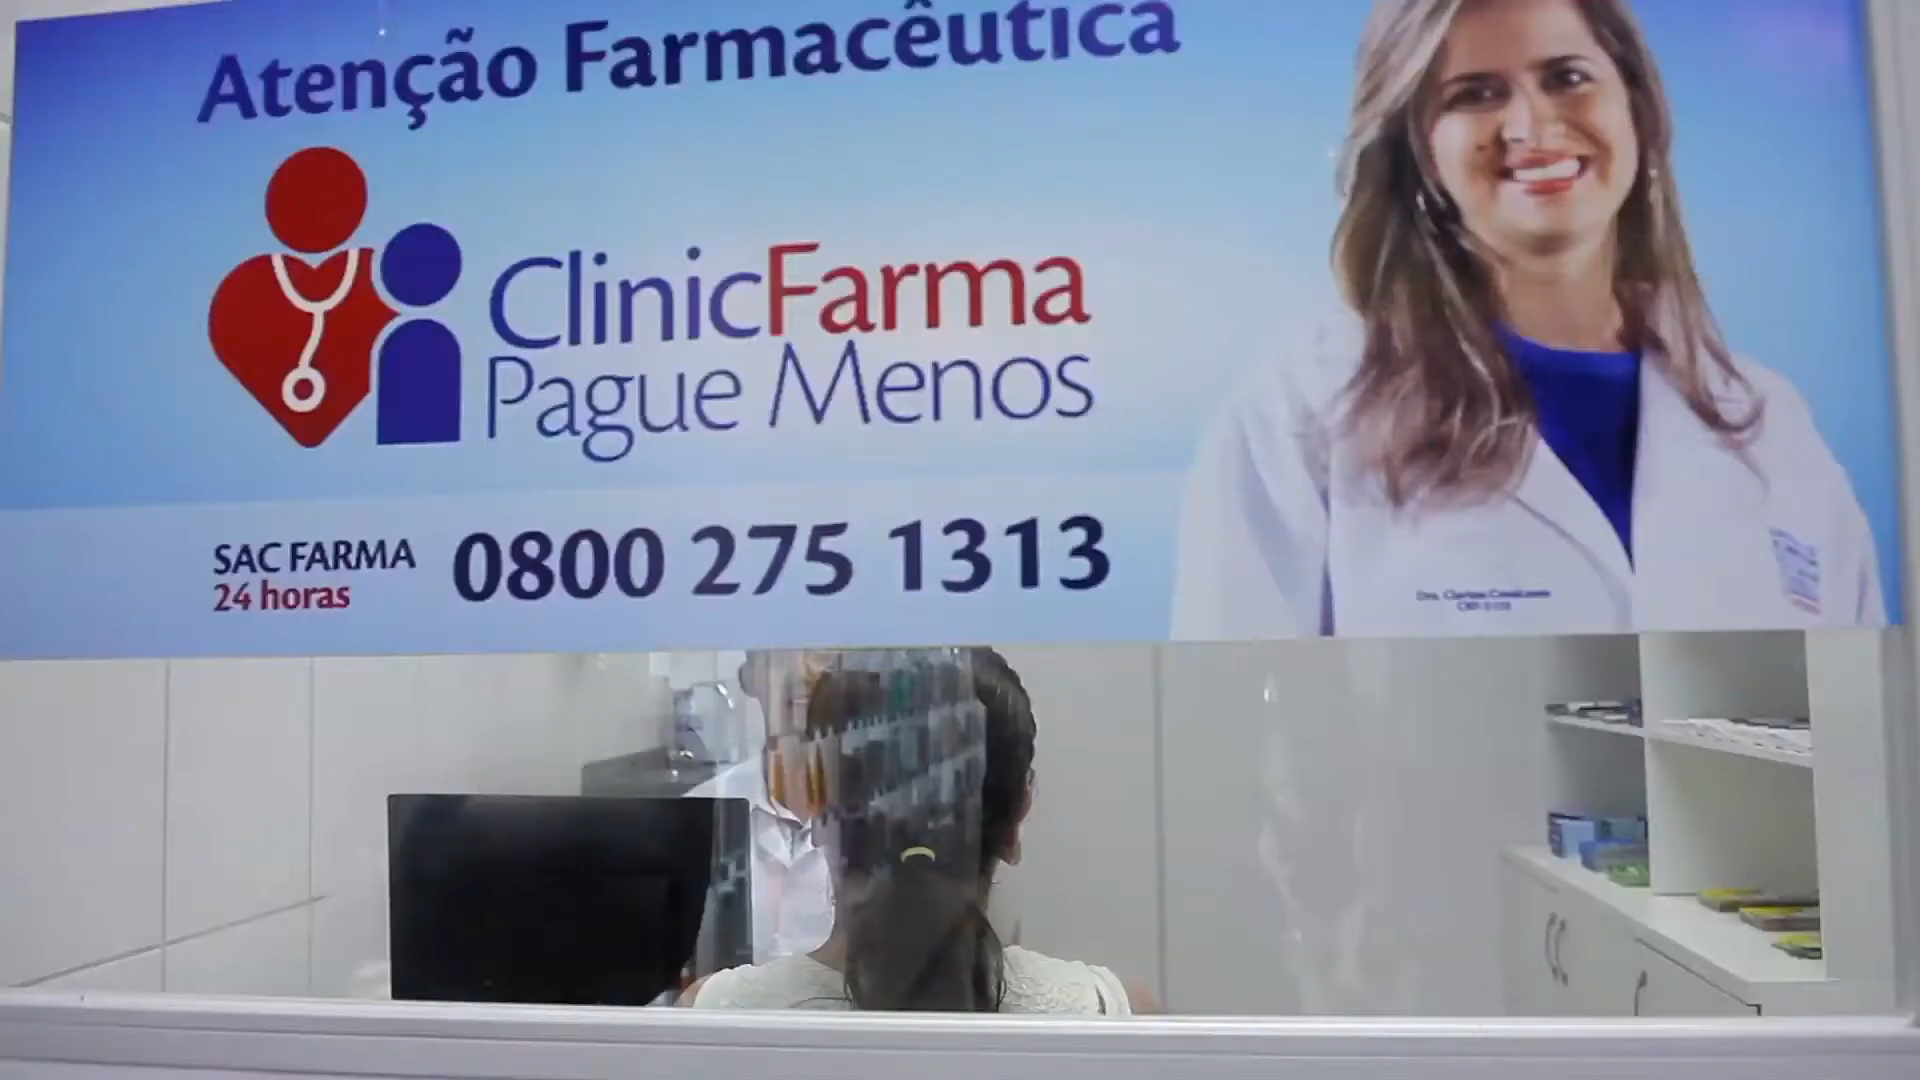 Atenção Farmacêutica
ClinicFarma
Pague Menos
SAC FARMA
24 horas
0800 275 1313